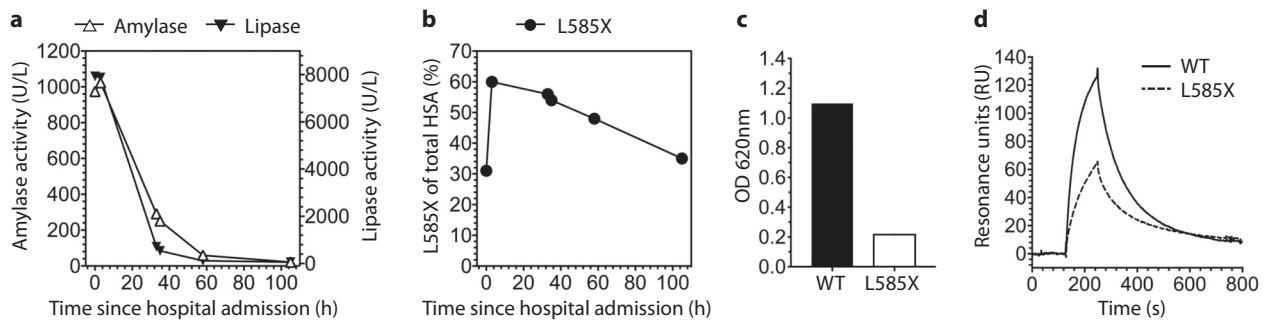 a
Amylase Lipase
1200
1000
800
600
400
200
0
Amylase activity (U/L)
8000
6000
4000
2000
0
Lipase activity (U/L)
0 20 40 60 80 100
Time since hospital admission (h)
b
L585X
70
60
50
40
30
20
10
0
L585X of total HSA (%)
0 20 40 60 80 100
Time since hospital admission (h)
c
1.4
1.2
1.0
0.8
0.6
0.4
0.2
0.0
OD 620nm
WT L585X
d
140
120
100
80
60
40
20
0
Resonance units (RU)
WT
L585X
0 200 400 600 800
Time (s)